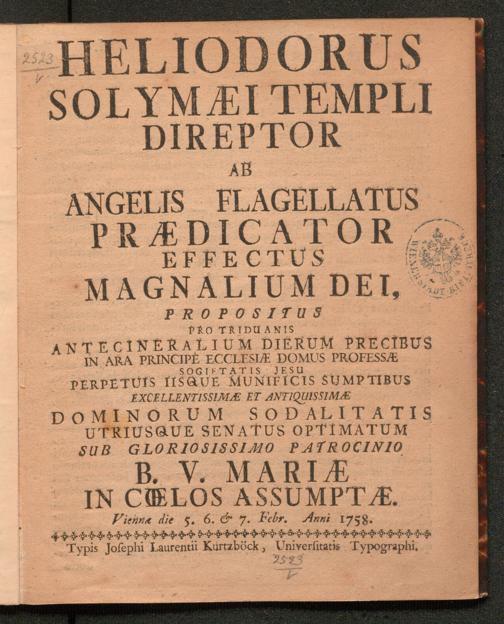 2523
V
HELIODORUS
SOLYMÆI TEMPLI
DIREPTOR
AB
ANGELIS FLAGELLATUS
PRÆDICATOR
EFFECTUS
MAGNALIUM DEI,
PROPOSITUS
PRO TRIDUANIS
ANTECINERALIUM DIERUM PRECIBUS
IN ARA PRINCIPE ECCLESIÆ DOMUS PROFESSÆ
SOCIETATIS JESU
PERPETUIS IISQUE MUNIFICIS SUMPTIBUS
EXCELLENTISSIMÆ ET ANTIQUISSIMÆ
DOMINORUM SODALITATIS
UTRIUSQUE SENATUS OPTIMATUM
SUB GLORIOSISSIMO PATROCINIO
B. V. MARIÆ
IN CŒLOS ASSUMPTÆ.
Viennæ die 5. 6. & 7. Febr. Anni 1758.
Typis Josephi Laurentii Kurtzböck, Universitatis Typographi.
2523
V